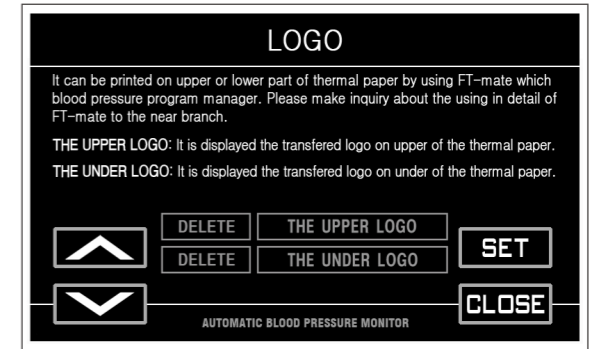 LOGO
It can be printed on upper or lower part of thermal paper by using FT-mate which
blood pressure program manager. Please make inquiry about the using in detail of
FT-mate to the near branch.
THE UPPER LOGO: It is displayed the transfered logo on upper of the thermal paper.
THE UNDER LOGO: It is displayed the transfered logo on under of the thermal paper.
DELETE THE UPPER LOGO
SET
DELETE THE UNDER LOGO
CLOSE
AUTOMATIC BLOOD PRESSURE MONITOR